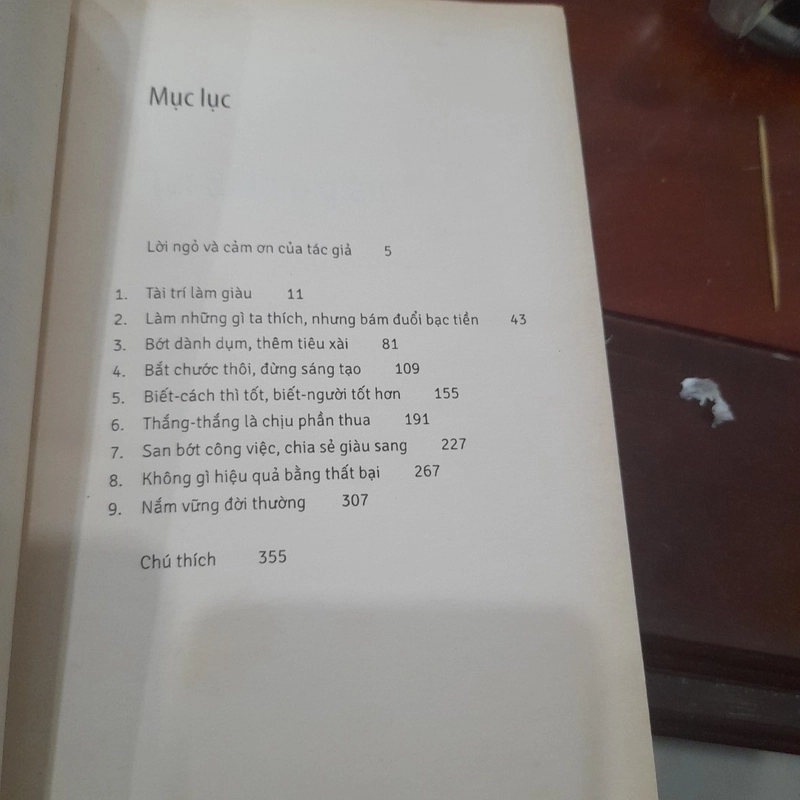 Mục lục
Lời ngỏ và cảm ơn của tác giả 5
1. Tài trí làm giàu 11
2. Làm những gì ta thích, nhưng bám đuổi bạc tiền 43
3. Bớt dành dụm, thêm tiêu xài 81
4. Bắt chước thôi, đừng sáng tạo 109
5. Biết-cách thì tốt, biết-người tốt hơn 155
6. Thắng-thắng là chịu phần thua 191
7. San bớt công việc, chia sẻ giàu sang 227
8. Không gì hiệu quả bằng thất bại 267
9. Nắm vững đời thường 307
Chú thích 355